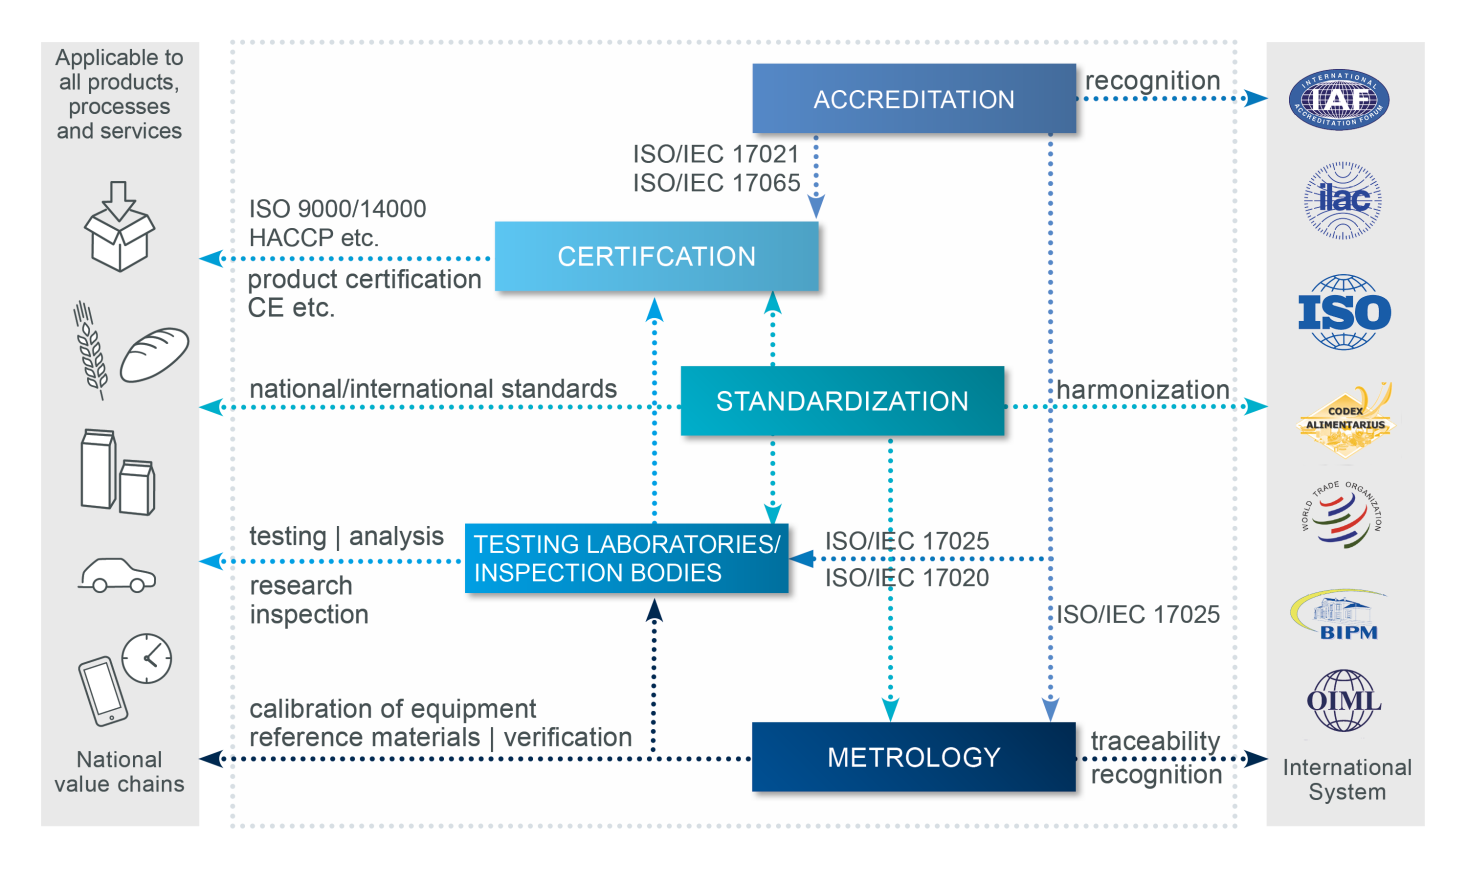 Applicable to
all products,
processes
and services
National
value chains
ACCREDITATION
recognition
ISO/IEC 17021
ISO/IEC 17065
ISO 9000/14000
HACCP etc.
product certification
CE etc.
CERTIFCATION
national/international standards
STANDARDIZATION
harmonization
testing | analysis
research
inspection
TESTING LABORATORIES/
INSPECTION BODIES
ISO/IEC 17025
ISO/IEC 17020
ISO/IEC 17025
calibration of equipment
reference materials | verification
METROLOGY
traceability
recognition
INTERNATIONAL
IAF
ACCREDITATION FORUM
ilac
ISO
CODEX
ALIMENTARIUS
WORLD TRADE ORGANIZATION
BIPM
OIML
International
System